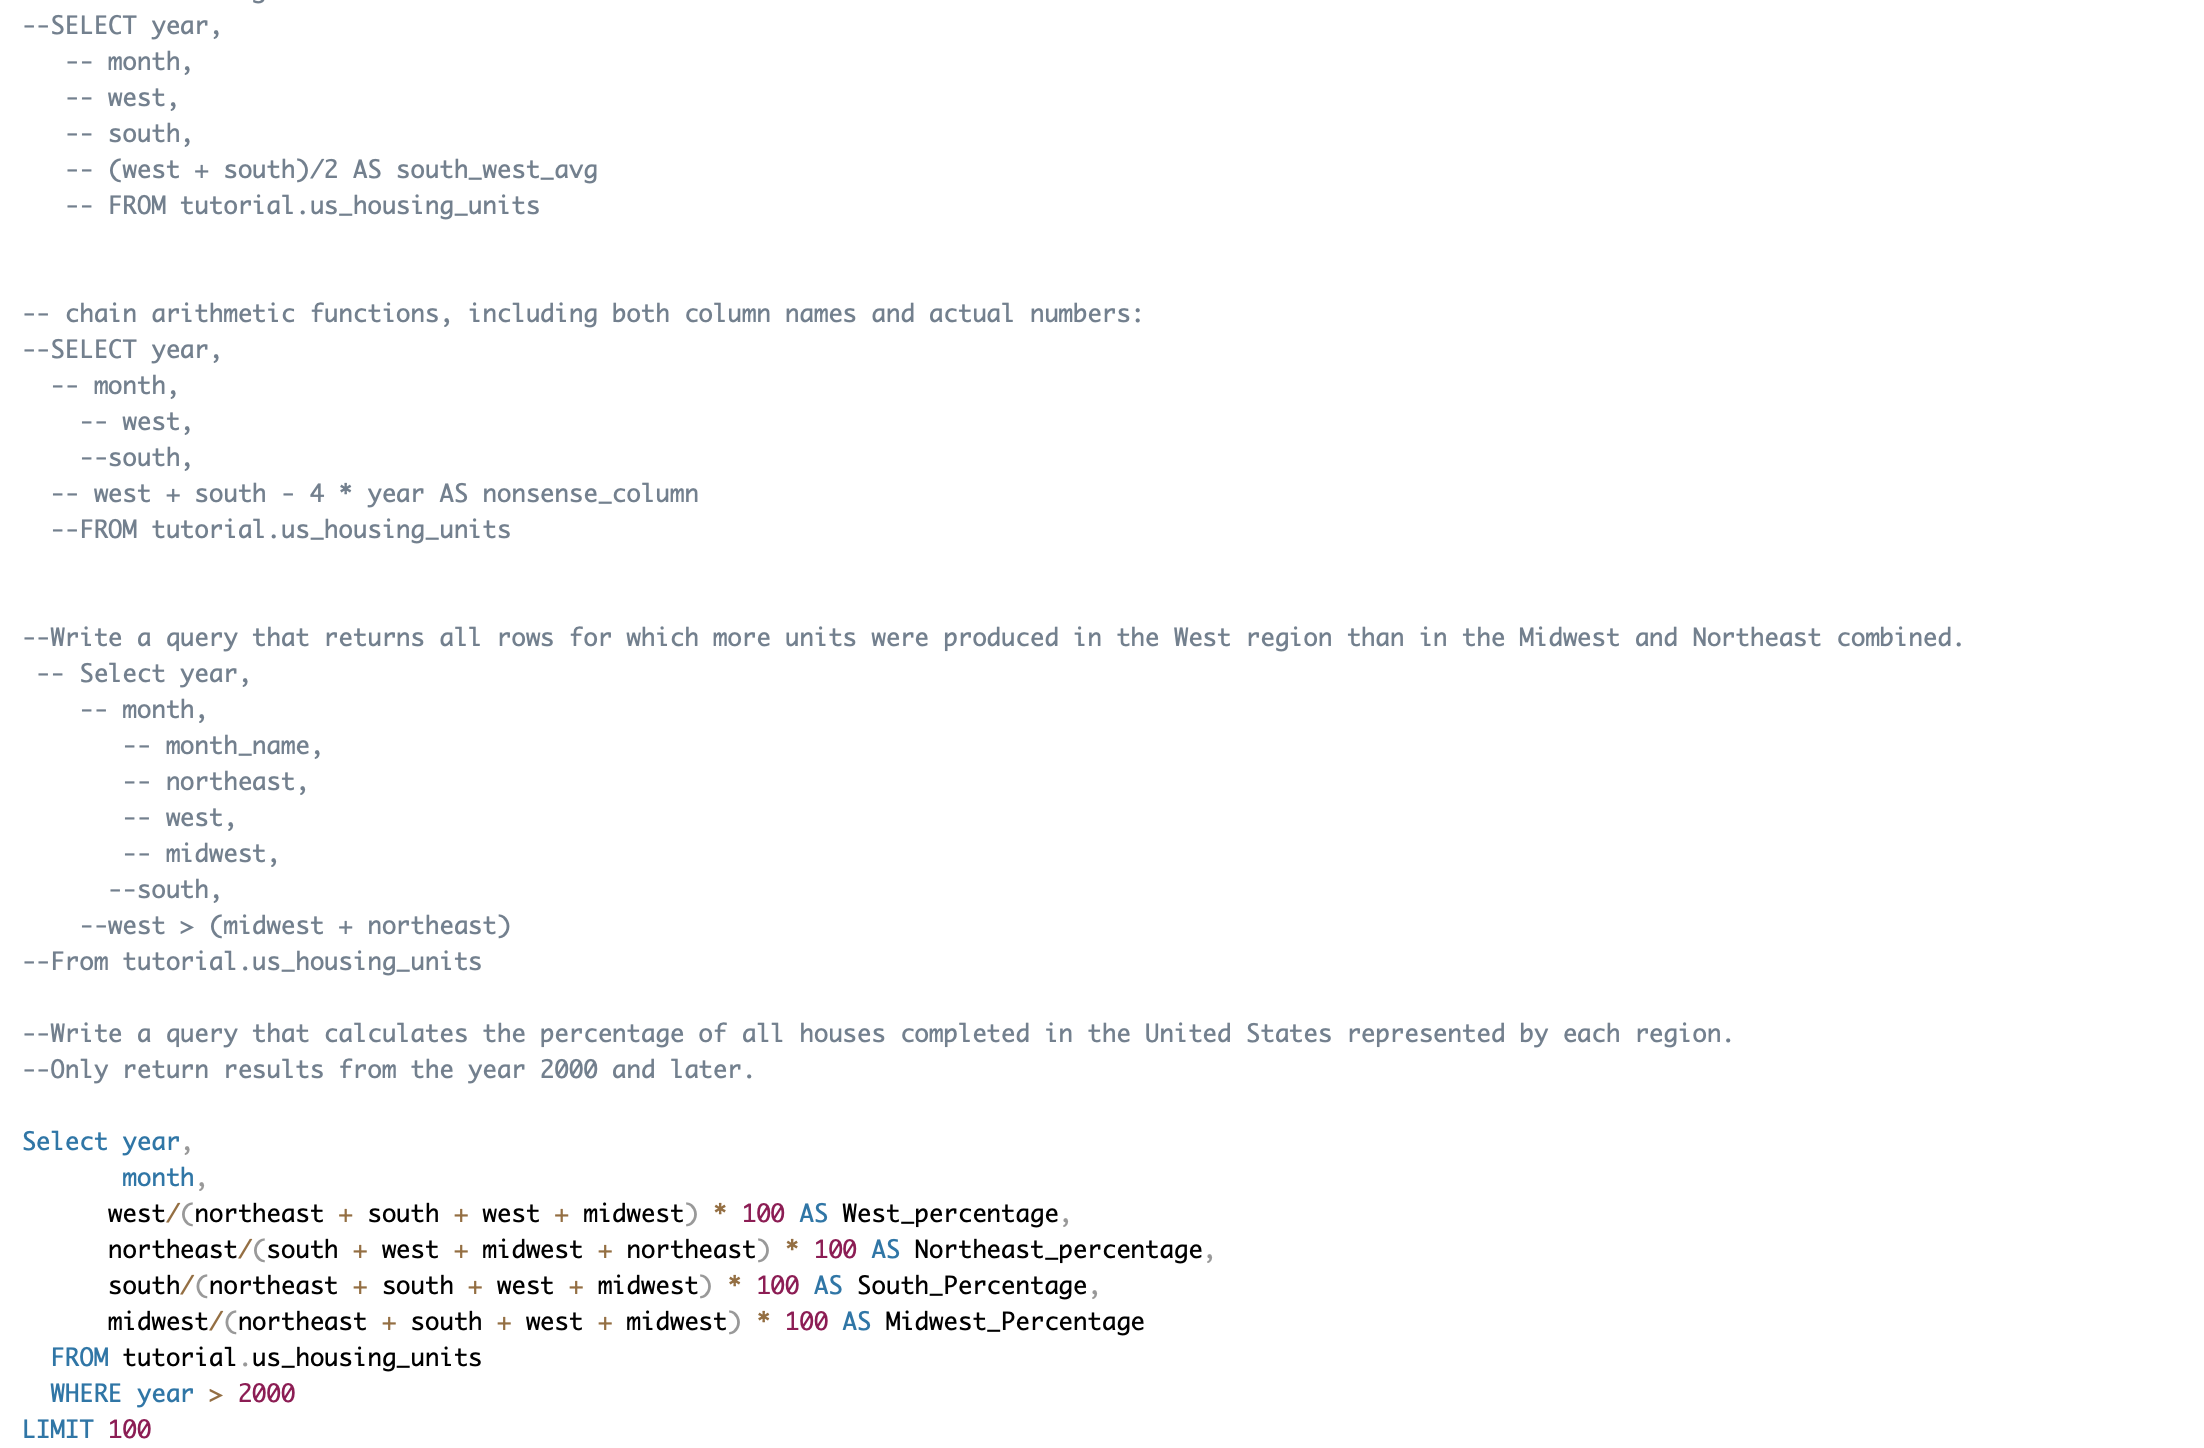 --SELECT year,
-- month,
-- west,
-- south,
-- (west + south)/2 AS south_west_avg
-- FROM tutorial.us_housing_units
-- chain arithmetic functions, including both column names and actual numbers:
--SELECT year,
-- month,
-- west,
--south,
-- west + south - 4 * year AS nonsense_column
--FROM tutorial.us_housing_units
--Write a query that returns all rows for which more units were produced in the West region than in the Midwest and Northeast combined.
-- Select year,
-- month,
-- month_name,
-- northeast,
-- west,
-- midwest,
--south,
--west > (midwest + northeast)
--From tutorial.us_housing_units
--Write a query that calculates the percentage of all houses completed in the United States represented by each region.
--Only return results from the year 2000 and later.
Select year,
month,
west/(northeast + south + west + midwest) * 100 AS West_percentage,
northeast/(south + west + midwest + northeast) * 100 AS Northeast_percentage,
south/(northeast + south + west + midwest) * 100 AS South_Percentage,
midwest/(northeast + south + west + midwest) * 100 AS Midwest_Percentage
FROM tutorial.us_housing_units
WHERE year > 2000
LIMIT 100